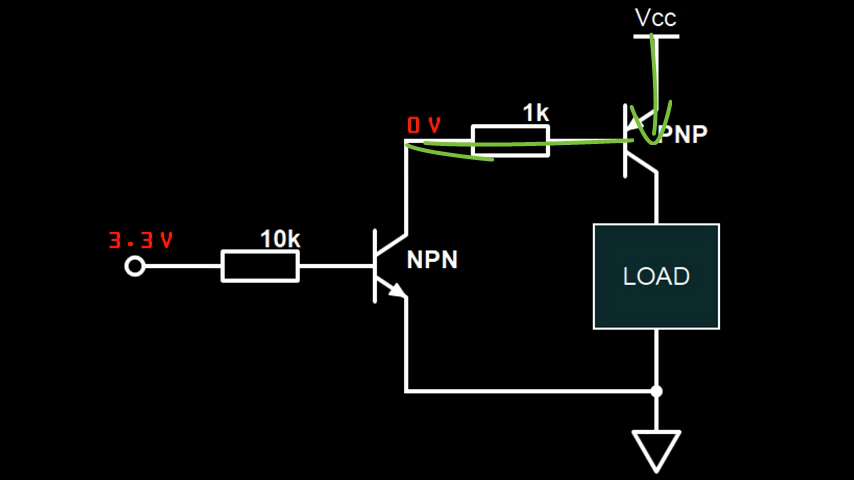 Vcc
1k
0 V
PNP
3.3 V
10k
NPN
LOAD